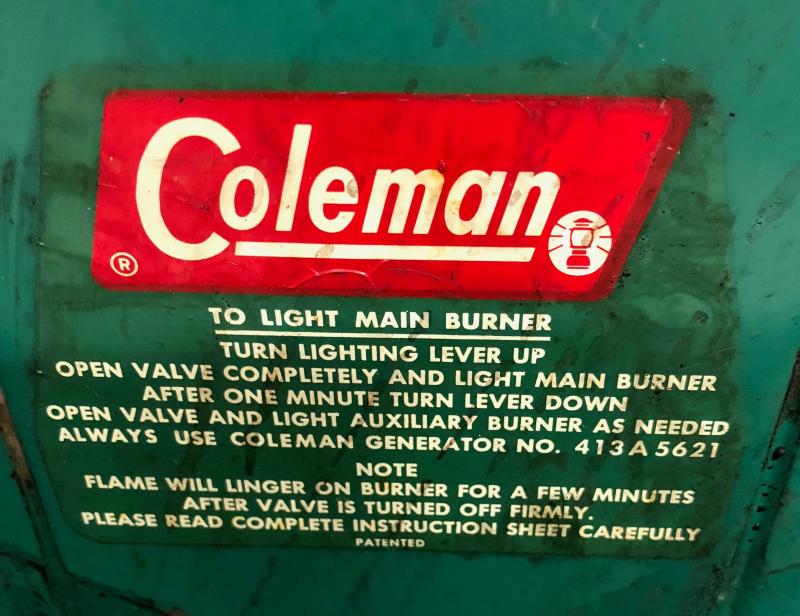 Coleman
®
TO LIGHT MAIN BURNER
TURN LIGHTING LEVER UP
OPEN VALVE COMPLETELY AND LIGHT MAIN BURNER
AFTER ONE MINUTE TURN LEVER DOWN
OPEN VALVE AND LIGHT AUXILIARY BURNER AS NEEDED
ALWAYS USE COLEMAN GENERATOR NO. 413A5621
NOTE
FLAME WILL LINGER ON BURNER FOR A FEW MINUTES
AFTER VALVE IS TURNED OFF FIRMLY.
PLEASE READ COMPLETE INSTRUCTION SHEET CAREFULLY
PATENTED